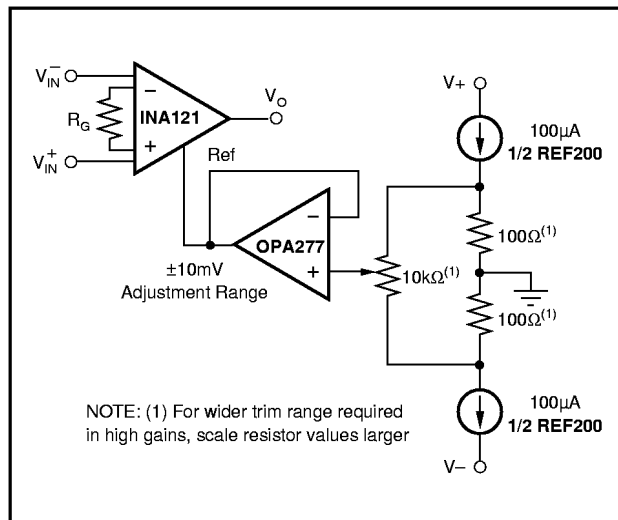 V−IN
INA121
RG
V+IN
−
+
VO
Ref
−
OPA277
+
±10mV
Adjustment Range
10kΩ(1)
V+
100µA
1/2 REF200
100Ω(1)
100Ω(1)
100µA
1/2 REF200
V−
NOTE: (1) For wider trim range required
in high gains, scale resistor values larger